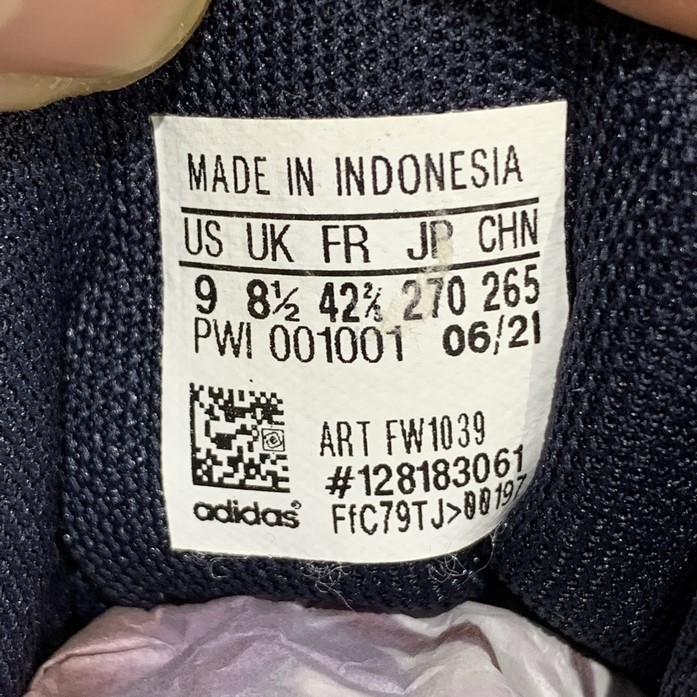 MADE IN INDONESIA
US UK FR JP CHN
9 8½ 42⅔ 270 265
PWI 001001 06/21
ART FW1039
#128183061
adidas
FfC79TJ>00197